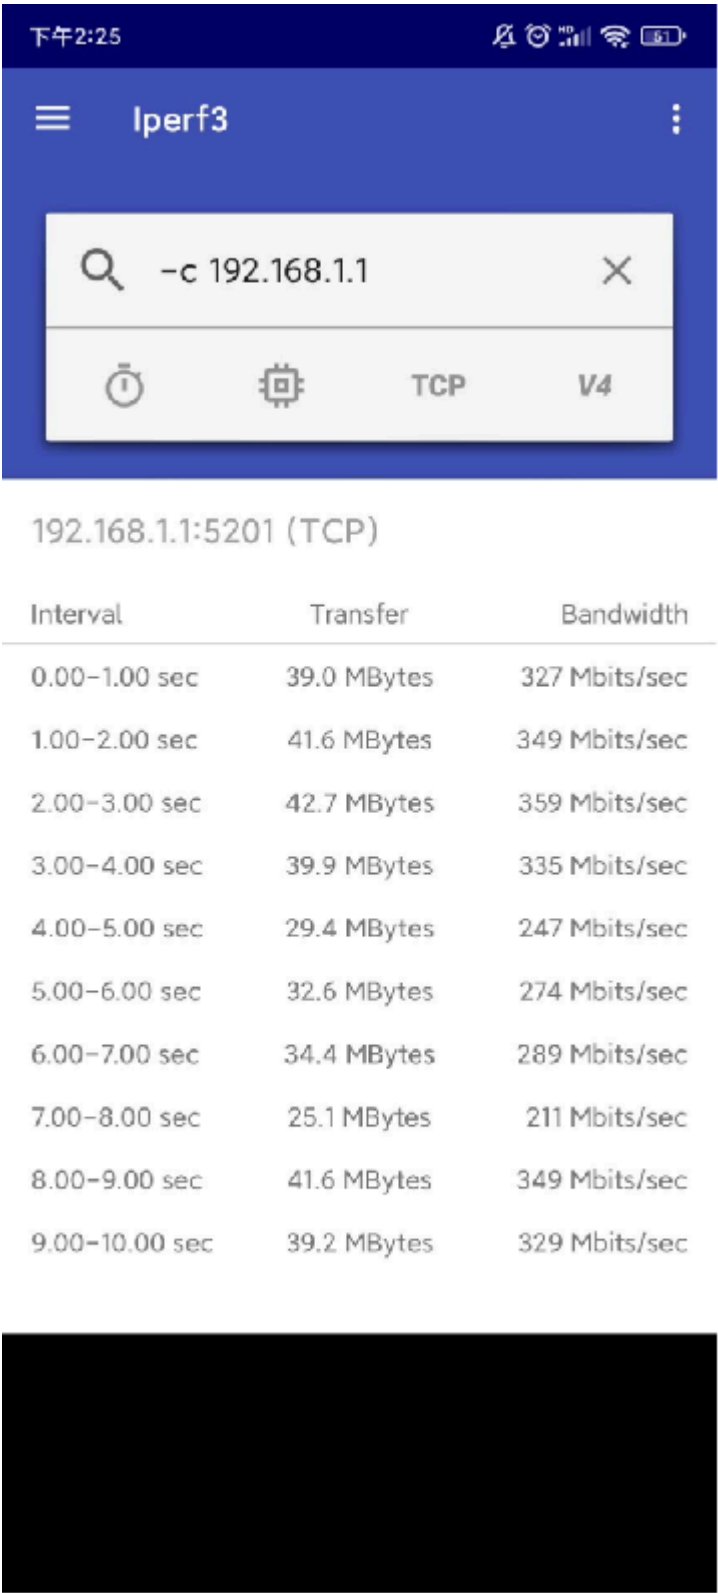 下午2:25 HD 61
Iperf3
-c 192.168.1.1
TCP V4
192.168.1.1:5201 (TCP)
Interval Transfer Bandwidth
0.00-1.00 sec 39.0 MBytes 327 Mbits/sec
1.00-2.00 sec 41.6 MBytes 349 Mbits/sec
2.00-3.00 sec 42.7 MBytes 359 Mbits/sec
3.00-4.00 sec 39.9 MBytes 335 Mbits/sec
4.00-5.00 sec 29.4 MBytes 247 Mbits/sec
5.00-6.00 sec 32.6 MBytes 274 Mbits/sec
6.00-7.00 sec 34.4 MBytes 289 Mbits/sec
7.00-8.00 sec 25.1 MBytes 211 Mbits/sec
8.00-9.00 sec 41.6 MBytes 349 Mbits/sec
9.00-10.00 sec 39.2 MBytes 329 Mbits/sec